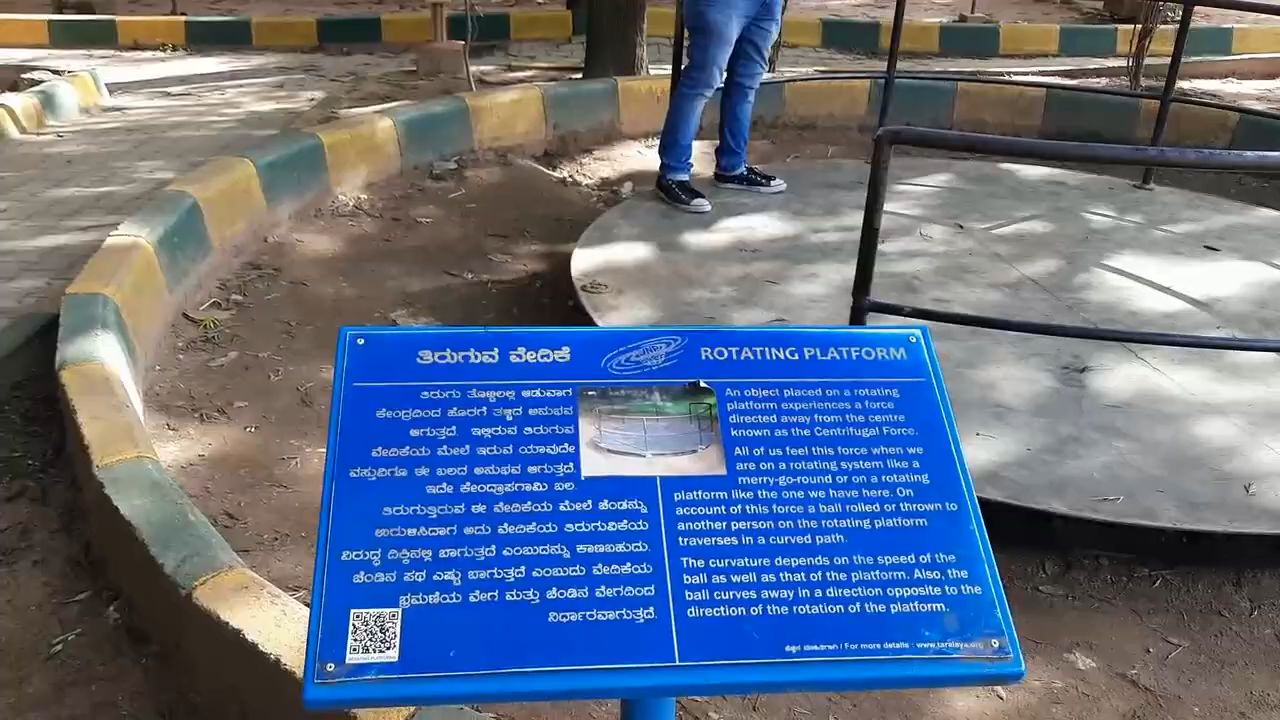 ತಿರುಗುವ ವೇದಿಕೆ
ROTATING PLATFORM
ತಿರುಗು ತೊಟ್ಟಿಲಲ್ಲಿ ಆಡುವಾಗ
ಕೇಂದ್ರದಿಂದ ಹೊರಗೆ ತಳ್ಳಿದ ಅನುಭವ
ಆಗುತ್ತದೆ. ಇಲ್ಲಿರುವ ತಿರುಗುವ
ವೇದಿಕೆಯ ಮೇಲೆ ಇರುವ ಯಾವುದೇ
ವಸ್ತುವಿಗೂ ಈ ಬಲದ ಅನುಭವ ಆಗುತ್ತದೆ.
ಇದೇ ಕೇಂದ್ರಾಪಗಾಮಿ ಬಲ.
ತಿರುಗುತ್ತಿರುವ ಈ ವೇದಿಕೆಯ ಮೇಲೆ ಚೆಂಡನ್ನು
ಉರುಳಿಸಿದಾಗ ಅದು ವೇದಿಕೆಯ ತಿರುಗುವಿಕೆಯ
ವಿರುದ್ಧ ದಿಕ್ಕಿನಲ್ಲಿ ಬಾಗುತ್ತದೆ ಎಂಬುದನ್ನು ಕಾಣಬಹುದು.
ಚೆಂಡಿನ ಪಥ ಎಷ್ಟು ಬಾಗುತ್ತದೆ ಎಂಬುದು ವೇದಿಕೆಯ
ಭ್ರಮಣೆಯ ವೇಗ ಮತ್ತು ಚೆಂಡಿನ ವೇಗದಿಂದ
ನಿರ್ಧಾರವಾಗುತ್ತದೆ.
An object placed on a rotating
platform experiences a force
directed away from the centre
known as the Centrifugal Force.
All of us feel this force when we
are on a rotating system like a
merry-go-round or on a rotating
platform like the one we have here. On
account of this force a ball rolled or thrown to
another person on the rotating platform
traverses in a curved path.
The curvature depends on the speed of the
ball as well as that of the platform. Also, the
ball curves away in a direction opposite to the
direction of the rotation of the platform.
ROTATING PLATFORM
ಹೆಚ್ಚಿನ ಮಾಹಿತಿಗಾಗಿ / For more details : www.taralaya.org